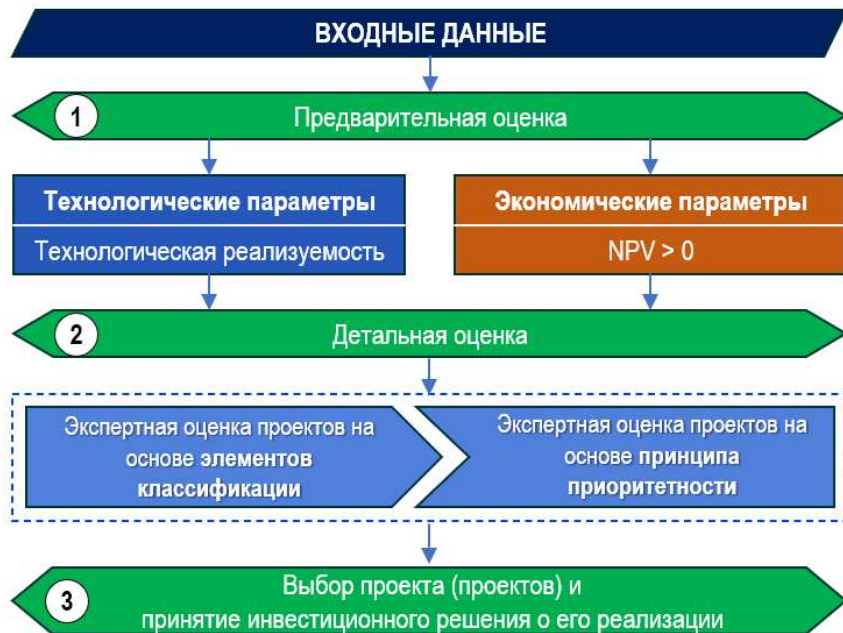 ВХОДНЫЕ ДАННЫЕ
1
Предварительная оценка
Технологические параметры
Технологическая реализуемость
Экономические параметры
NPV > 0
2
Детальная оценка
Экспертная оценка проектов на
основе элементов
классификации
Экспертная оценка проектов на
основе принципа
приоритетности
3
Выбор проекта (проектов) и
принятие инвестиционного решения о его реализации